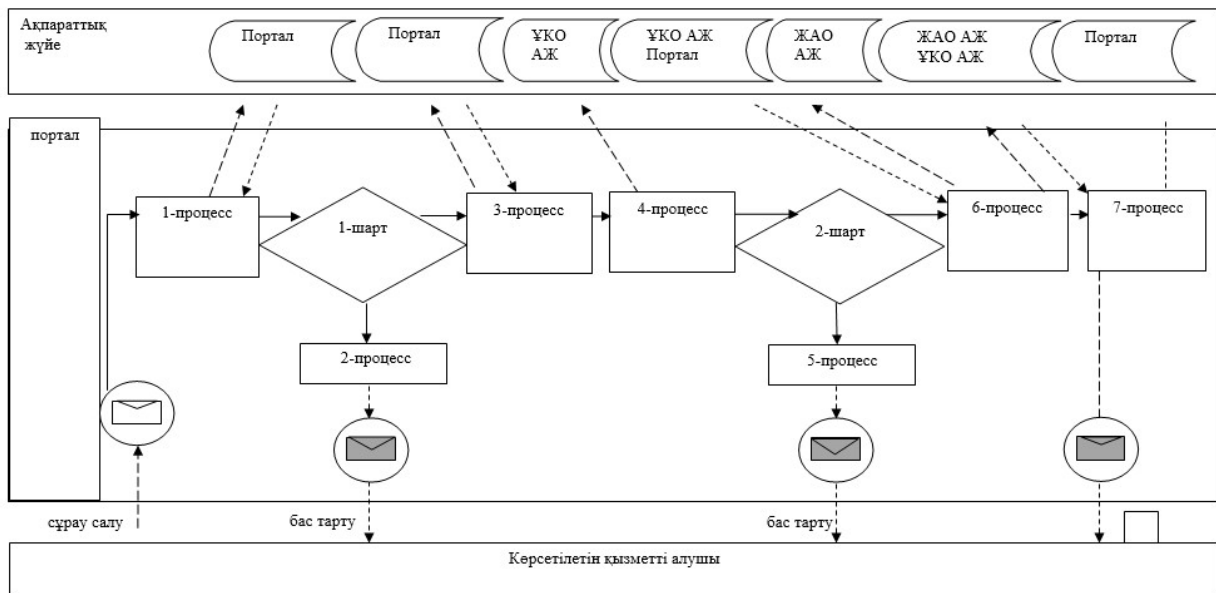 Ақпараттық
жүйе
Портал
Портал
ҰКО
АЖ
ҰКО АЖ
Портал
ЖАО
АЖ
ЖАО АЖ
ҰКО АЖ
Портал
портал
1-процесс
1-шарт
3-процесс
4-процесс
2-шарт
6-процесс
7-процесс
2-процесс
5-процесс
сұрау салу
бас тарту
бас тарту
Көрсетілетін қызметті алушы